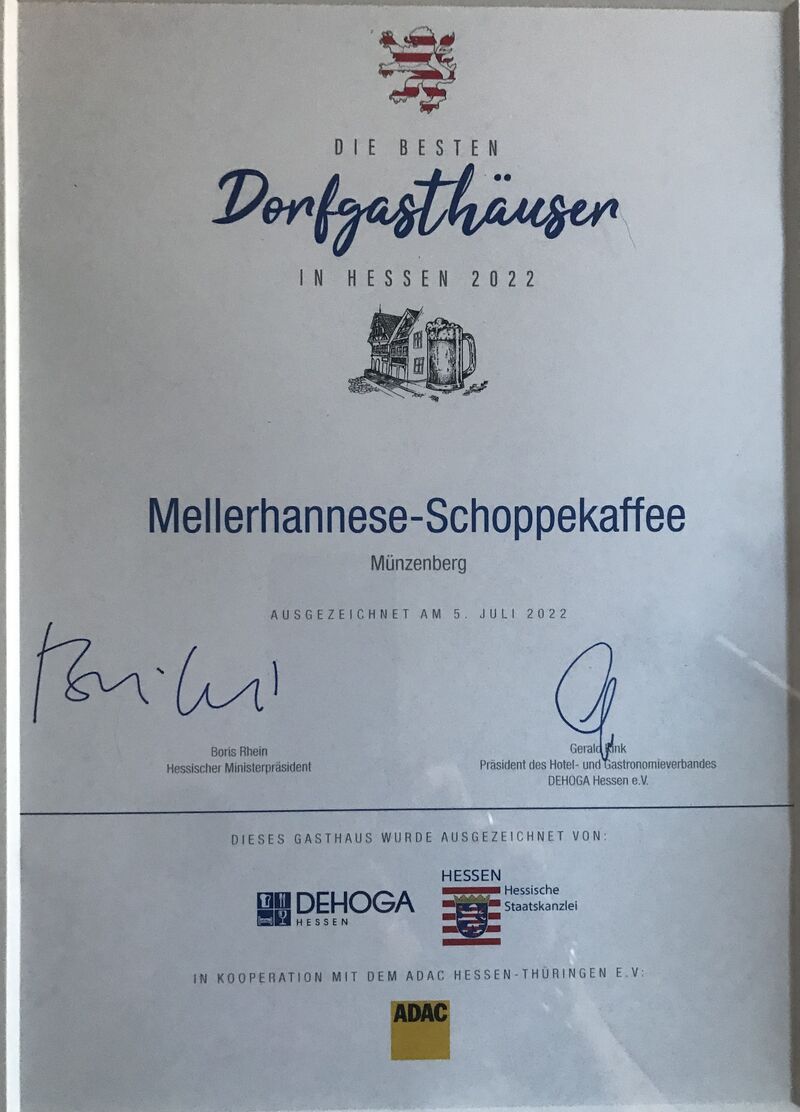 DIE BESTEN
Dorfgasthäuser
IN HESSEN 2022
Mellerhannese-Schoppekaffee
Münzenberg
AUSGEZEICHNET AM 5. JULI 2022
Boris Rhein
Hessischer Ministerpräsident
Gerald Kink
Präsident des Hotel- und Gastronomieverbandes
DEHOGA Hessen e.V.
DIESES GASTHAUS WURDE AUSGEZEICHNET VON:
DEHOGA
HESSEN
HESSEN
Hessische
Staatskanzlei
IN KOOPERATION MIT DEM ADAC HESSEN-THÜRINGEN E.V:
ADAC